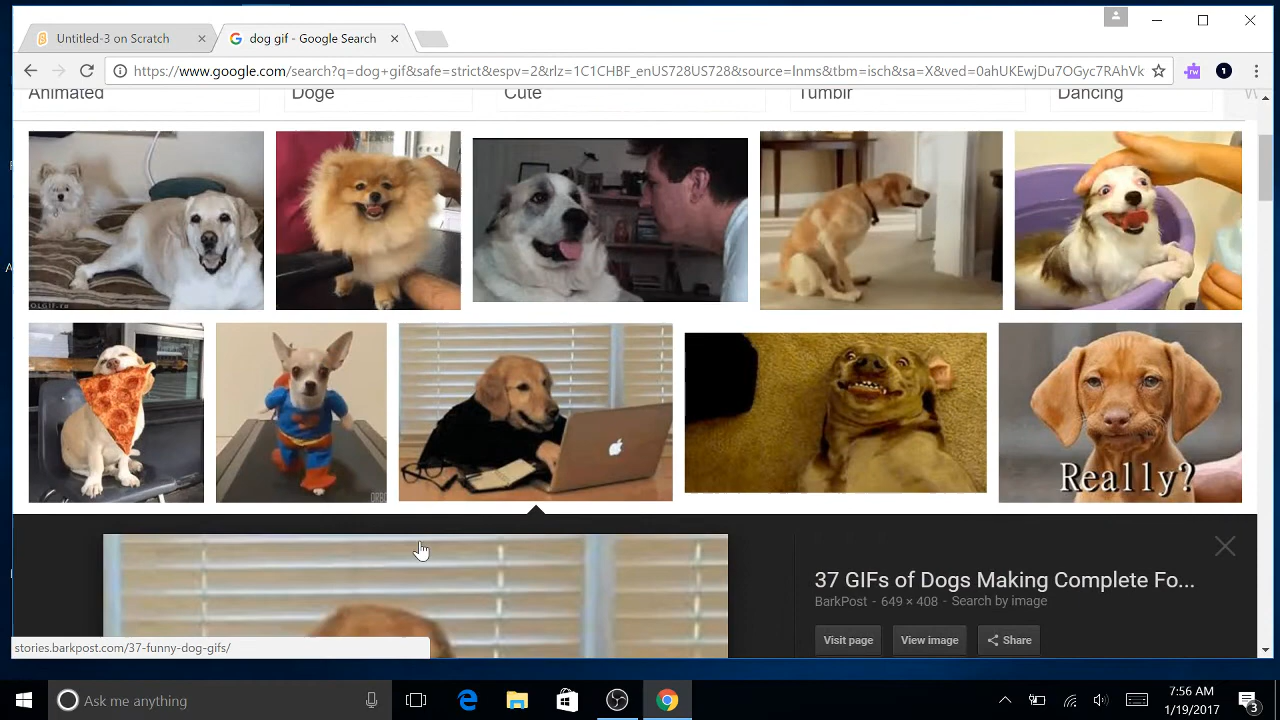 Untitled-3 on Scratch
dog gif - Google Search
https://www.google.com/search?q=dog+gif&safe=strict&espv=2&rlz=1C1CHBF_enUS728US728&source=lnms&tbm=isch&sa=X&ved=0ahUKEwjDu7OGyc7RAhVk
rw
1
Animated
Doge
Cute
Tumblr
Dancing
Really?
37 GIFs of Dogs Making Complete Fo...
BarkPost - 649 × 408 - Search by image
Visit page
View image
Share
stories.barkpost.com/37-funny-dog-gifs/
Ask me anything
7:56 AM
1/19/2017
3